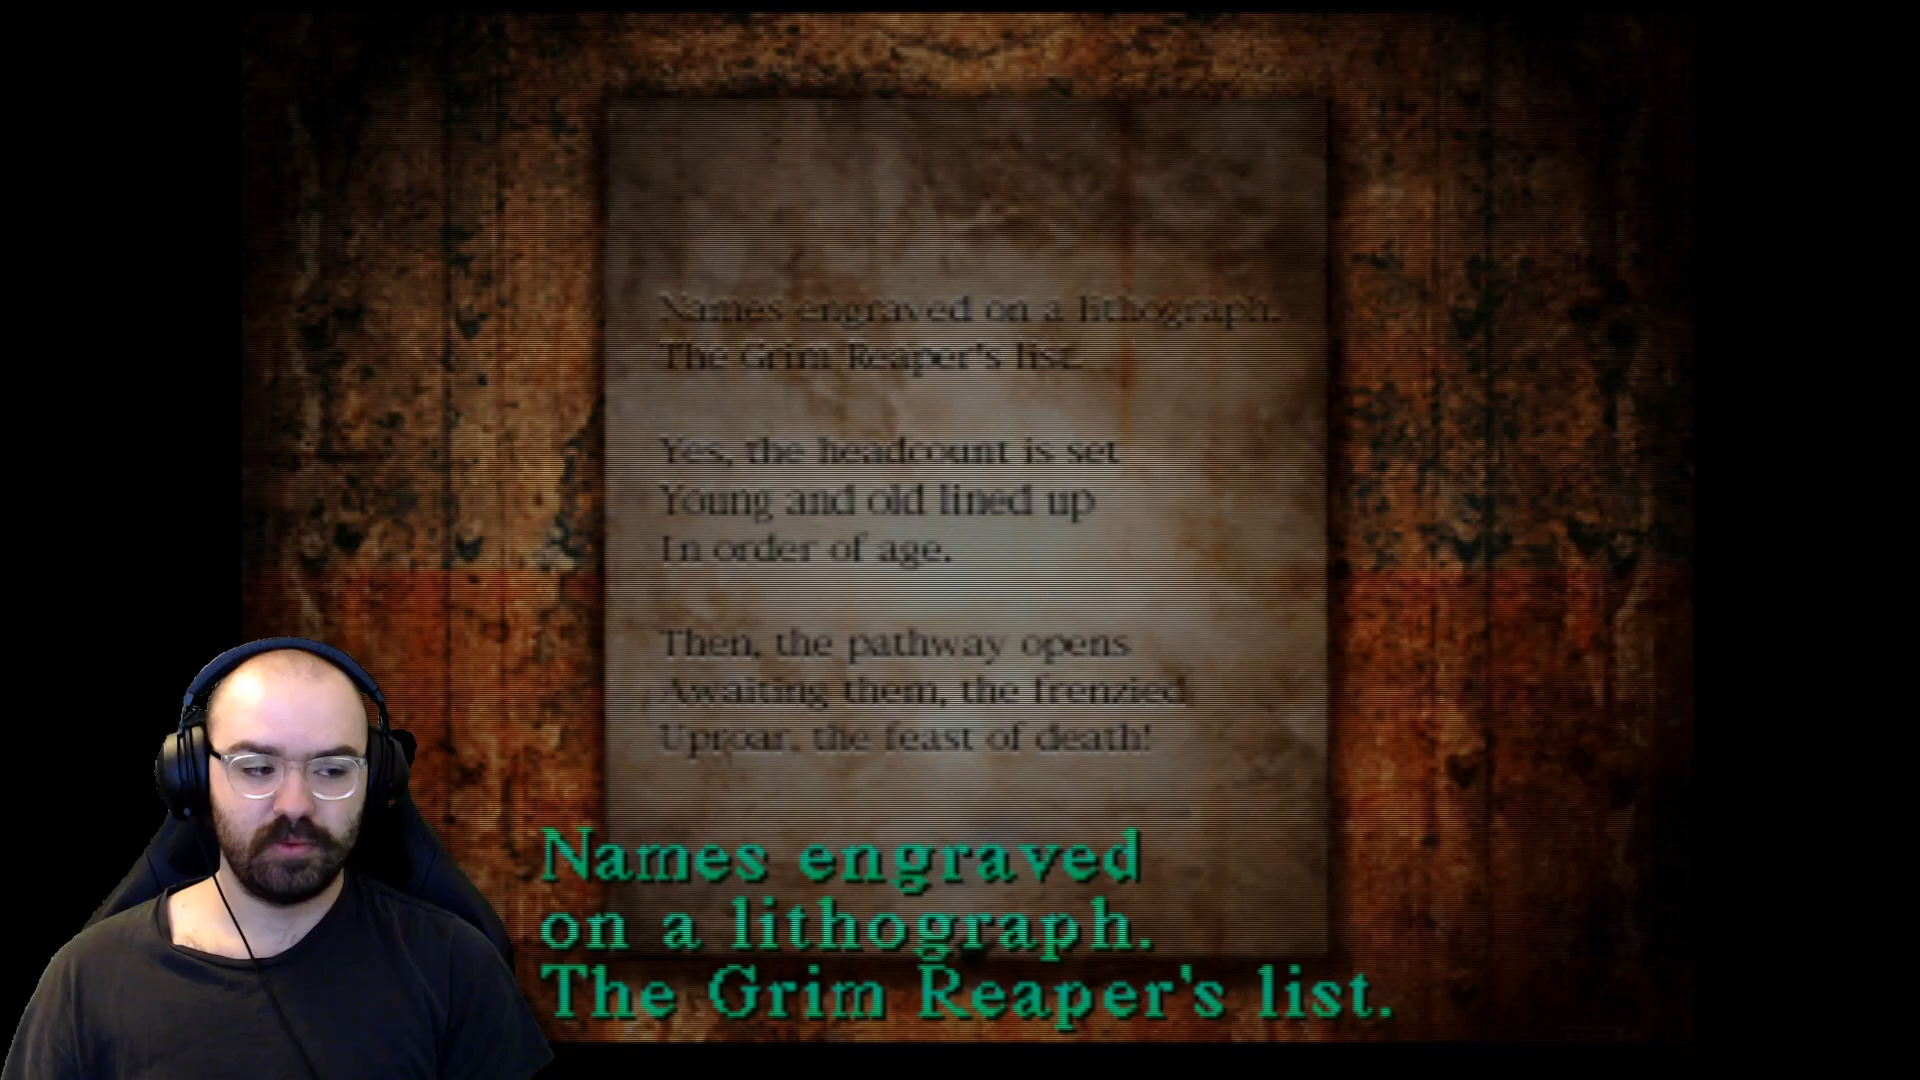 Names engraved on a lithograph.
The Grim Reaper's list.
Yes, the headcount is set
Young and old lined up
In order of age.
Then, the pathway opens
Awaiting them, the frenzied
Uproar, the feast of death!
Names engraved
on a lithograph.
The Grim Reaper's list.